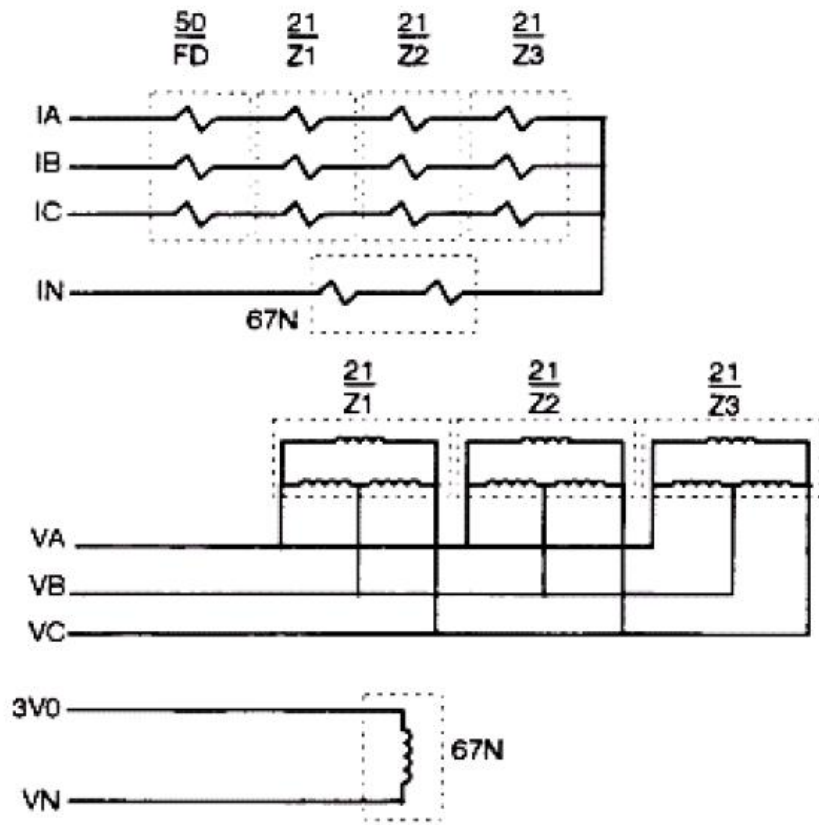 50 21 21 21
FD Z1 Z2 Z3
IA
IB
IC
IN
67N
21 21 21
Z1 Z2 Z3
VA
VB
VC
3V0
67N
VN